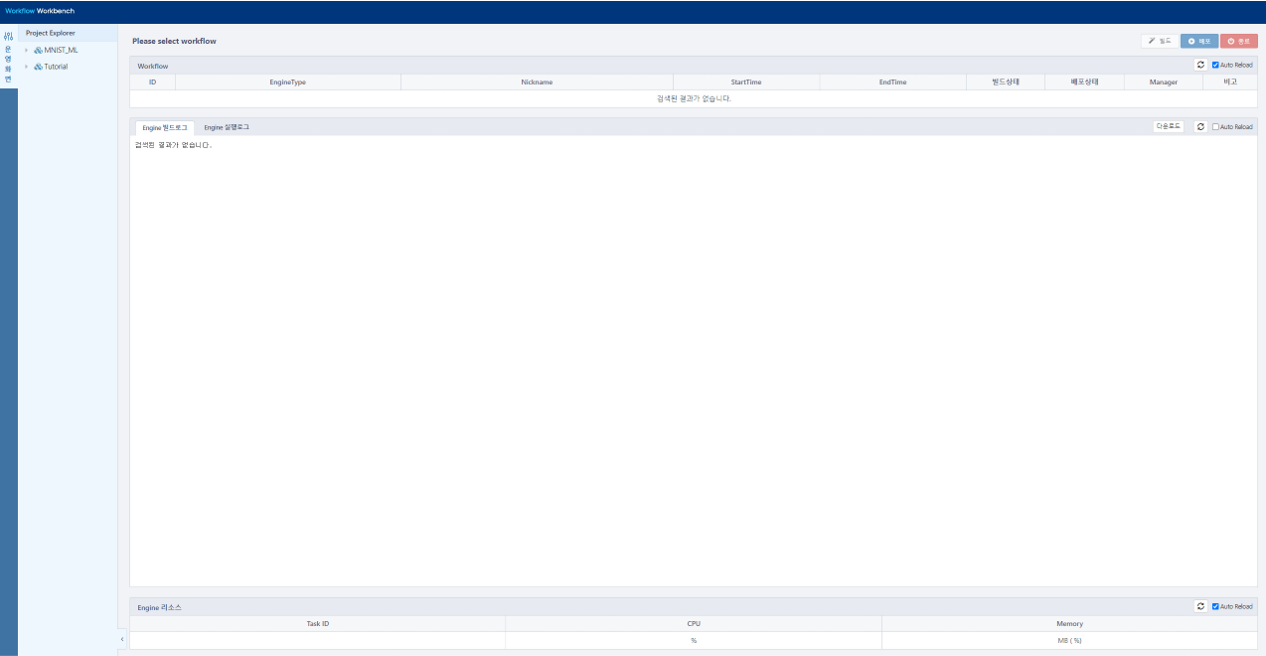 Workflow Workbench
Project Explorer
운영화면
MNIST_ML
Tutorial
Please select workflow
빌드 배포 종료
Workflow Auto Reload
ID EngineType Nickname StartTime EndTime 빌드상태 배포상태 Manager 비고
검색된 결과가 없습니다.
Engine 빌드로그 Engine 실행로그 다운로드 Auto Reload
검색된 결과가 없습니다.
Engine 리소스 Auto Reload
Task ID CPU Memory
% MB ( %)